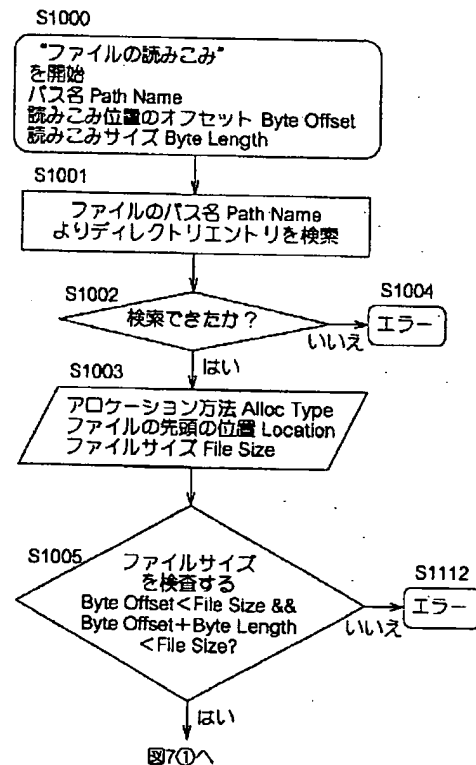 S1000
"ファイルの読みこみ"
を開始
パス名 Path Name
読みこみ位置のオフセット Byte Offset
読みこみサイズ Byte Length
S1001
ファイルのパス名 Path Name
よりディレクトリエントリを検索
S1002
検索できたか？
いいえ
S1004
エラー
はい
S1003
アロケーション方法 Alloc Type
ファイルの先頭の位置 Location
ファイルサイズ File Size
S1005
ファイルサイズ
を検査する
Byte Offset<File Size &&
Byte Offset+Byte Length
<File Size?
いいえ
S1112
エラー
はい
図7①へ